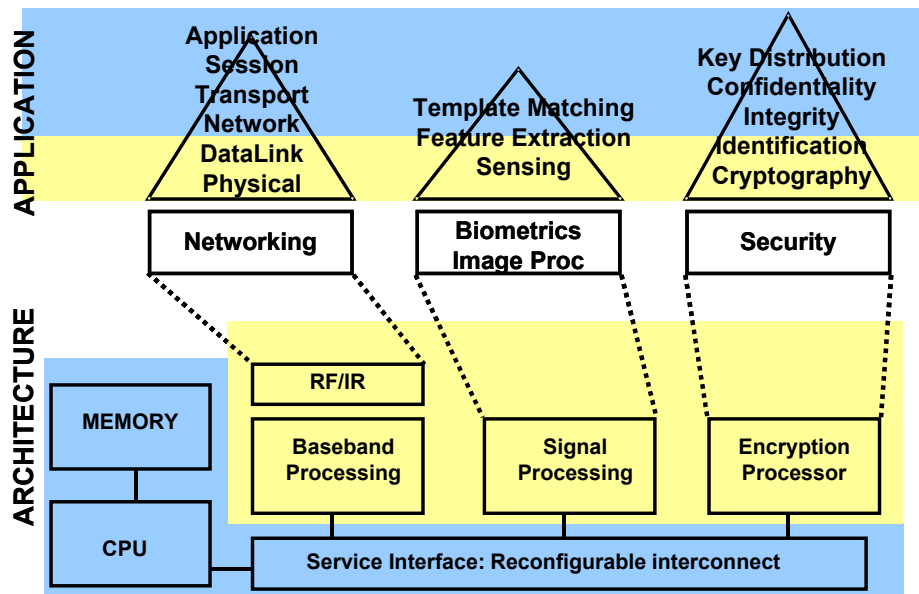 APPLICATION
Application
Session
Transport
Network
DataLink
Physical
Template Matching
Feature Extraction
Sensing
Key Distribution
Confidentiality
Integrity
Identification
Cryptography
Networking
Biometrics
Image Proc
Security
ARCHITECTURE
RF/IR
MEMORY
Baseband
Processing
Signal
Processing
Encryption
Processor
CPU
Service Interface: Reconfigurable interconnect